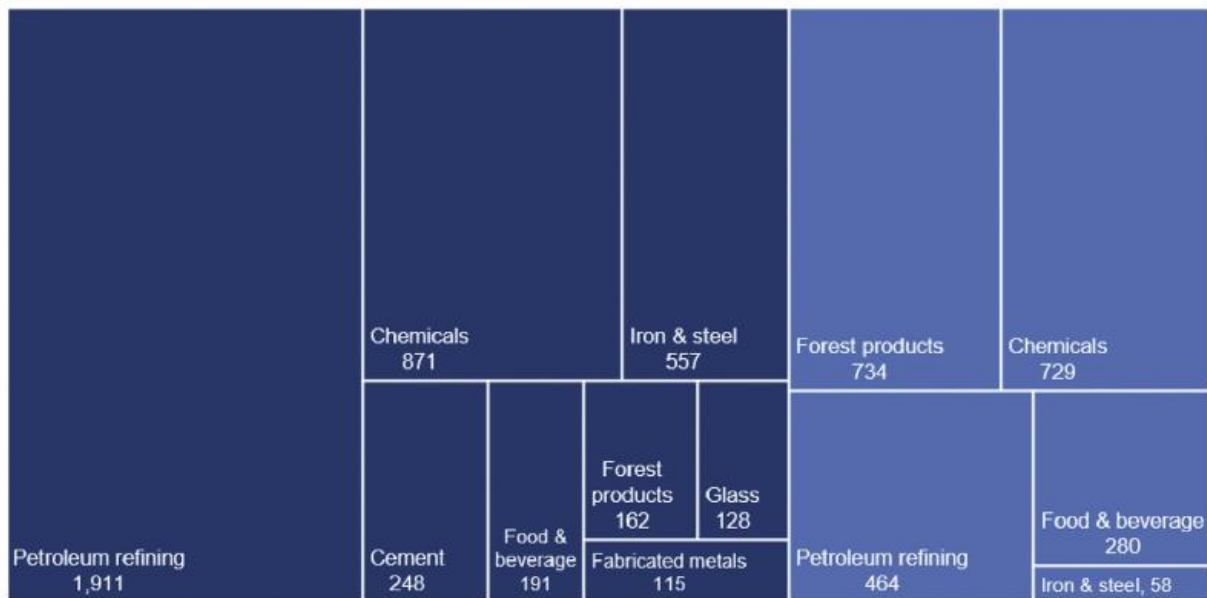 Petroleum refining
1,911
Chemicals
871
Iron & steel
557
Cement
248
Food &
beverage
191
Forest
products
162
Glass
128
Fabricated metals
115
Forest products
734
Chemicals
729
Petroleum refining
464
Food & beverage
280
Iron & steel, 58